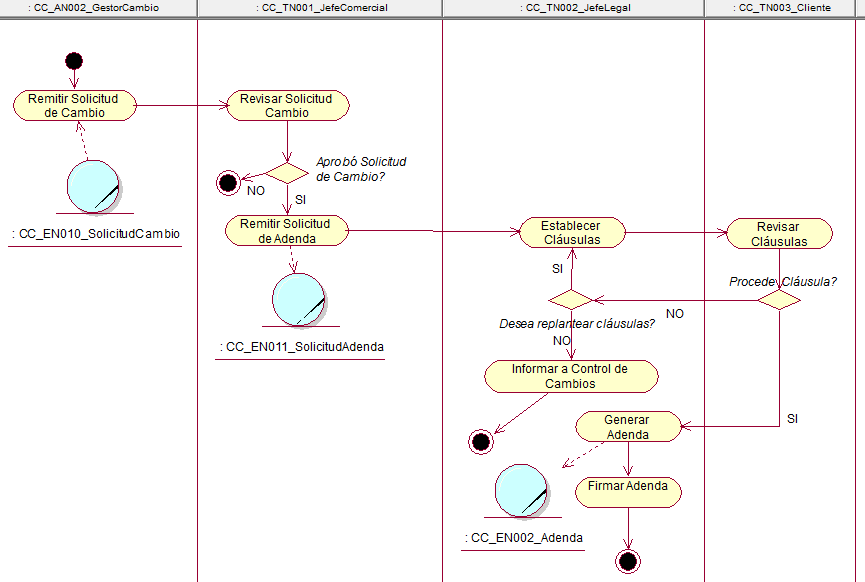 : CC_AN002_GestorCambio
: CC_TN001_JefeComercial
: CC_TN002_JefeLegal
: CC_TN003_Cliente
Remitir Solicitud
de Cambio
Revisar Solicitud
Cambio
Aprobó Solicitud
de Cambio?
NO
SI
: CC_EN010_SolicitudCambio
Remitir Solicitud
de Adenda
Establecer
Cláusulas
Revisar
Cláusulas
SI
Procede Cláusula?
NO
Desea replantear cláusulas?
NO
: CC_EN011_SolicitudAdenda
Informar a Control de
Cambios
SI
Generar
Adenda
Firmar Adenda
: CC_EN002_Adenda